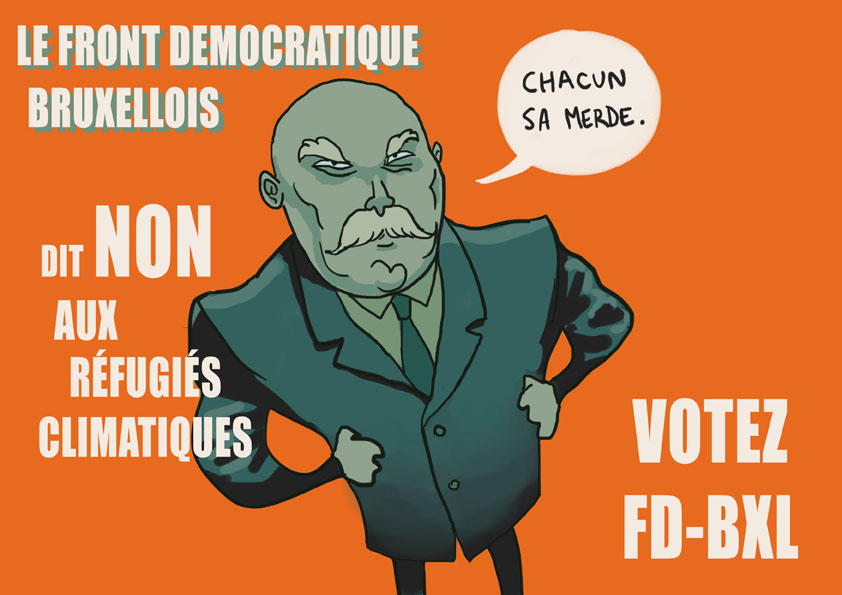 LE FRONT DEMOCRATIQUE
BRUXELLOIS
CHACUN
SA MERDE.
DIT NON
AUX
RÉFUGIÉS
CLIMATIQUES
VOTEZ
FD-BXL